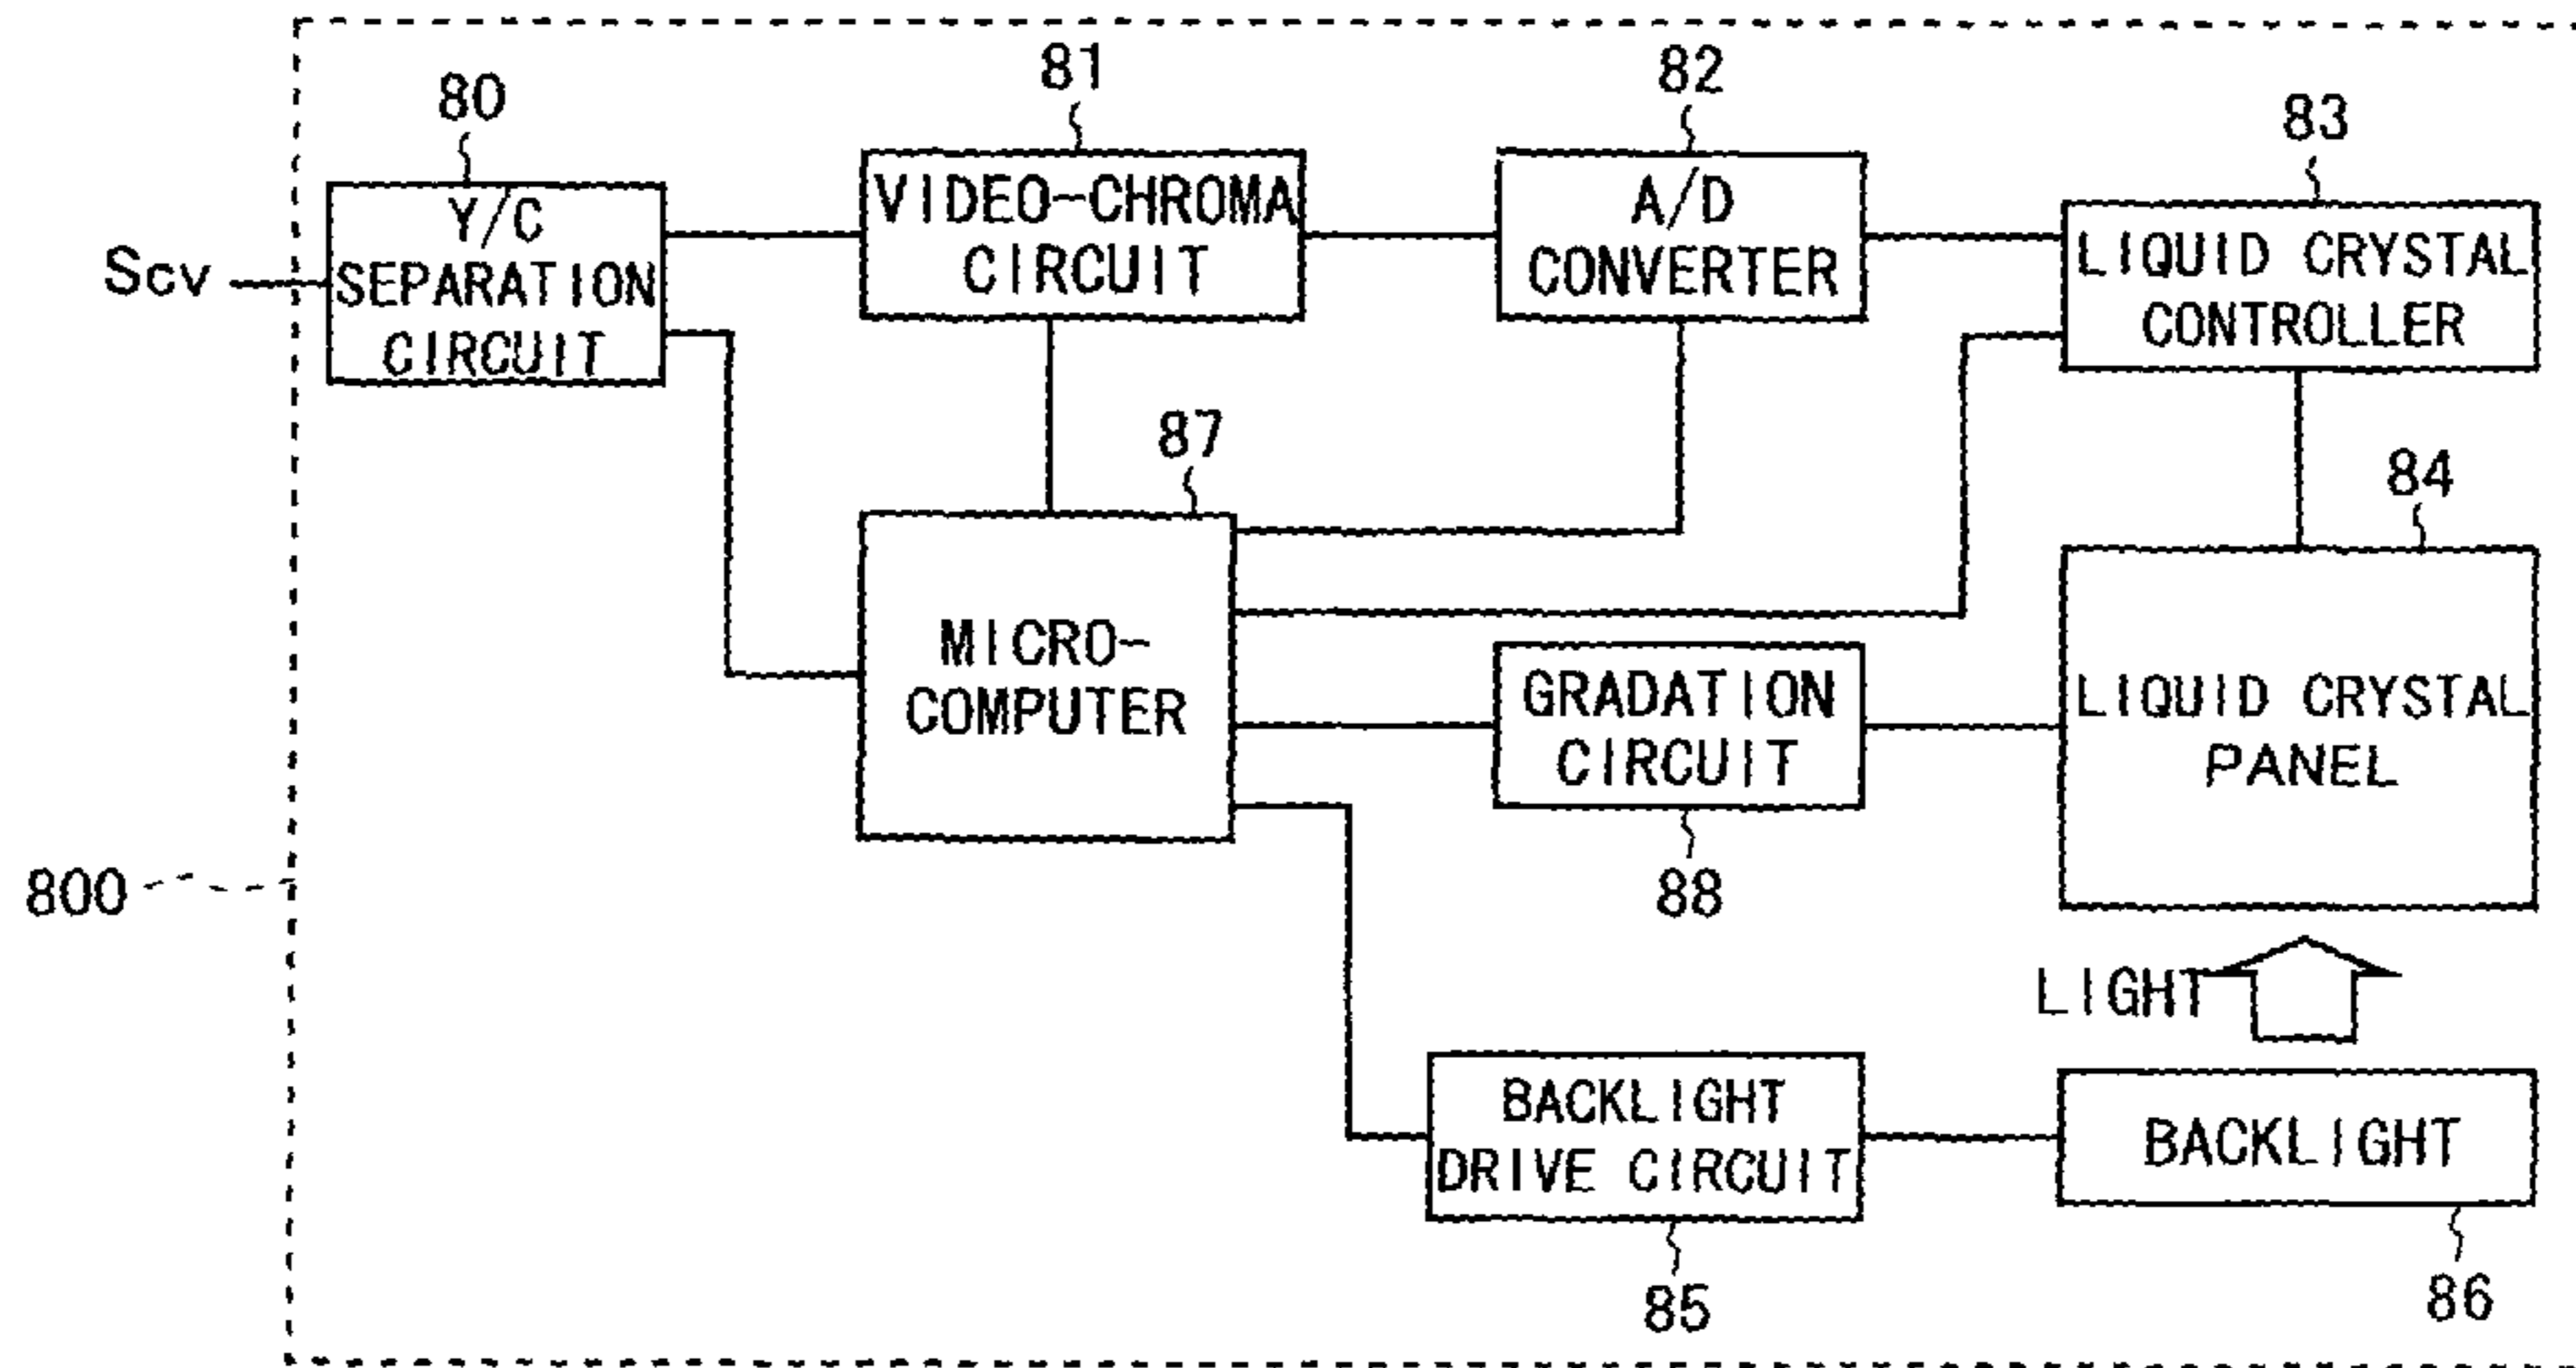 80
81
82
83
Y/C
SEPARATION
CIRCUIT
VIDEO-CHROMA
CIRCUIT
A/D
CONVERTER
LIQUID CRYSTAL
CONTROLLER
Scv
87
84
MICRO-
COMPUTER
GRADATION
CIRCUIT
88
LIQUID CRYSTAL
PANEL
800
LIGHT
BACKLIGHT
DRIVE CIRCUIT
85
BACKLIGHT
86